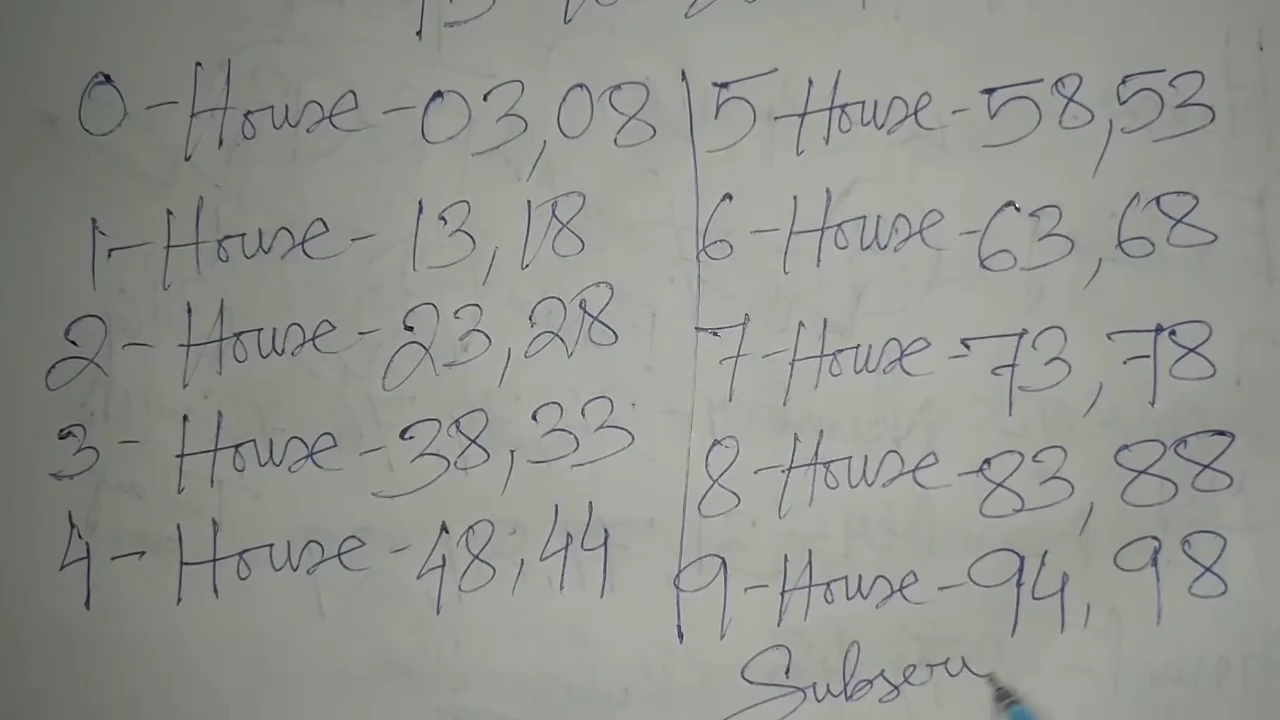 0-House-03,08
1-House-13,18
2-House-23,28
3-House-38,33
4-House-48,44
5-House-58,53
6-House-63,68
7-House-73,78
8-House-83,88
9-House-94,98
Subscri